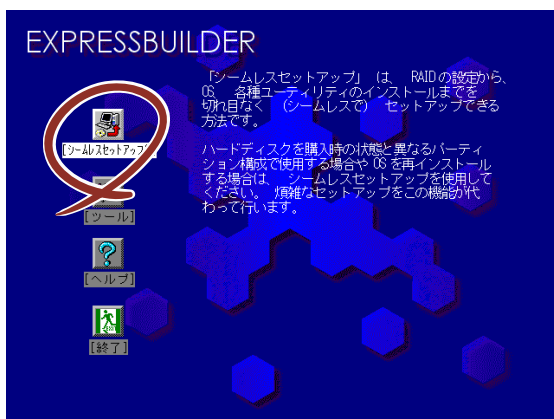 EXPRESSBUILDER
「シームレスセットアップ」 は、 RAIDの設定から、
OS、 各種ユーティリティのインストールまでを
切れ目なく （シームレスで） セットアップできる
方法です。
ハードディスクを購入時の状態と異なるパーティ
ション構成で使用する場合や OS を再インストール
する場合は、 シームレスセットアップを使用して
ください。 煩雑なセットアップをこの機能が代
わって行います。
[シームレスセットアップ]
[ツール]
[ヘルプ]
[終了]